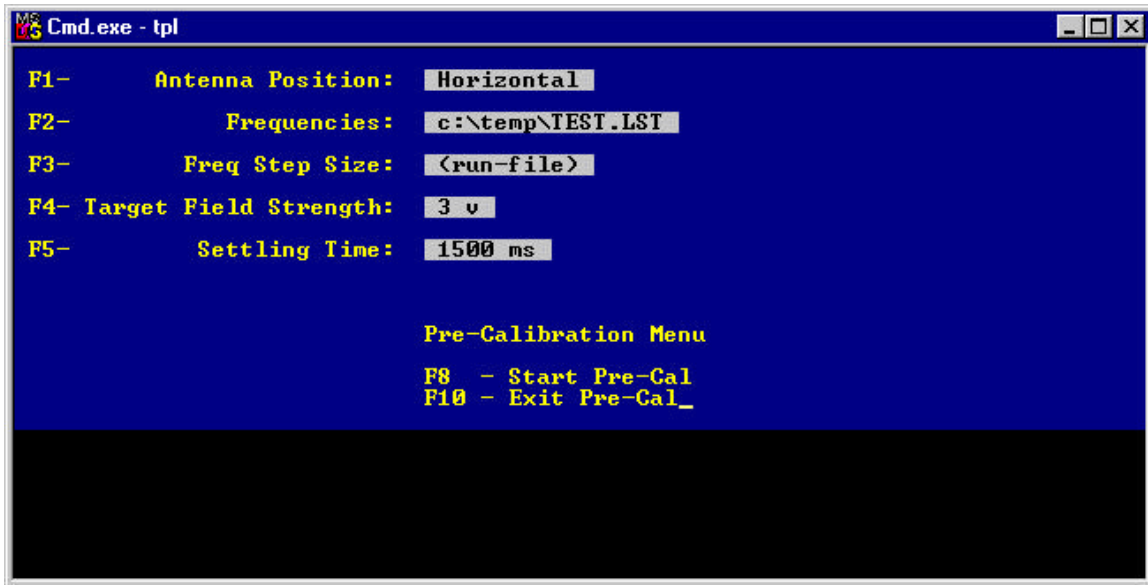 Cmd.exe - tpl
F1- Antenna Position: Horizontal
F2- Frequencies: c:\temp\TEST.LST
F3- Freq Step Size: (run-file)
F4- Target Field Strength: 3 v
F5- Settling Time: 1500 ms
Pre-Calibration Menu
F8 - Start Pre-Cal
F10 - Exit Pre-Cal_